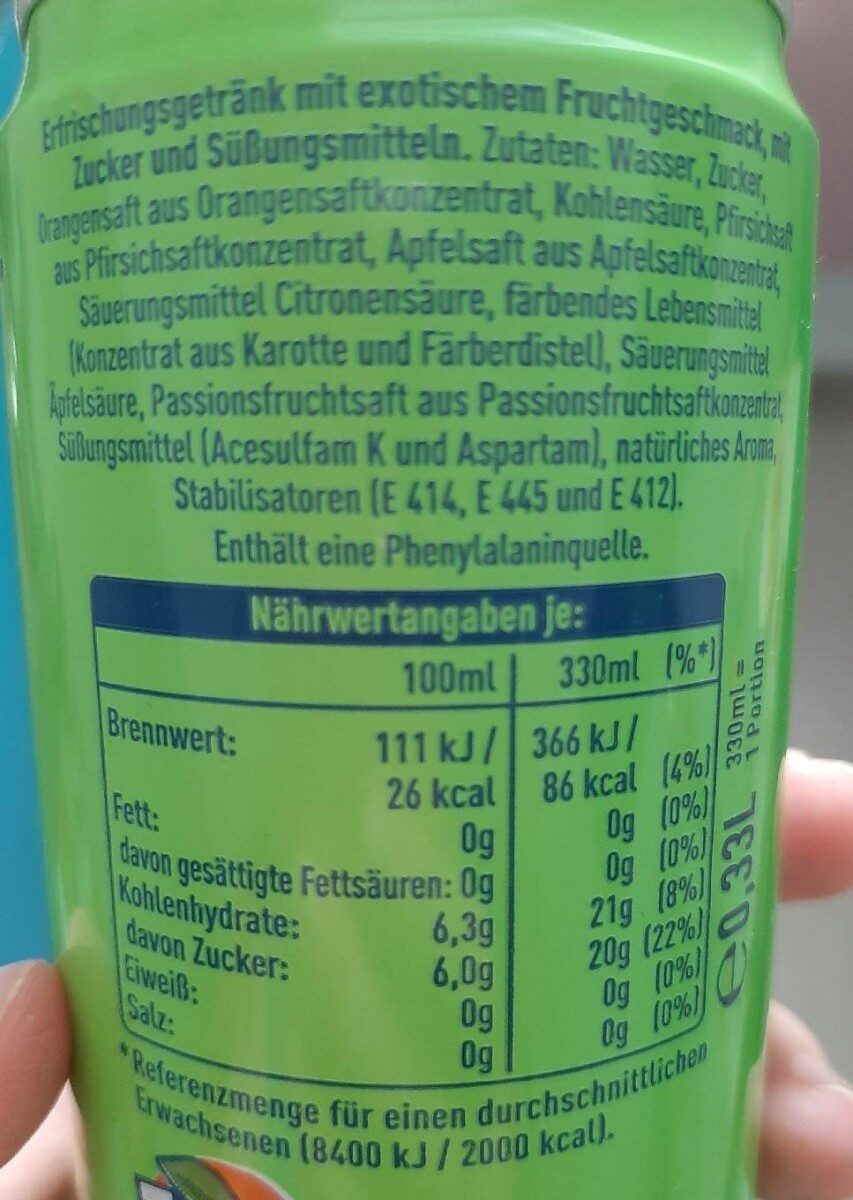 Erfrischungsgetränk mit exotischem Fruchtgeschmack, mit
Zucker und Süßungsmitteln. Zutaten: Wasser, Zucker,
Orangensaft aus Orangensaftkonzentrat, Kohlensäure, Pfirsichsaft
aus Pfirsichsaftkonzentrat, Apfelsaft aus Apfelsaftkonzentrat,
Säuerungsmittel Citronensäure, färbendes Lebensmittel
(Konzentrat aus Karotte und Färberdistel), Säuerungsmittel
Äpfelsäure, Passionsfruchtsaft aus Passionsfruchtsaftkonzentrat,
Süßungsmittel (Acesulfam K und Aspartam), natürliches Aroma,
Stabilisatoren (E 414, E 445 und E 412).
Enthält eine Phenylalaninquelle.
Nährwertangaben je:
100ml 330ml (%*)
Brennwert: 111 kJ / 366 kJ /
26 kcal 86 kcal (4%)
Fett: 0g 0g (0%)
davon gesättigte Fettsäuren: 0g 0g (0%)
Kohlenhydrate: 6,3g 21g (8%)
davon Zucker: 6,0g 20g (22%)
Eiweiß: 0g 0g (0%)
Salz: 0g 0g (0%)
*Referenzmenge für einen durchschnittlichen
Erwachsenen (8400 kJ / 2000 kcal).
330ml =
1 Portion
e0,33L